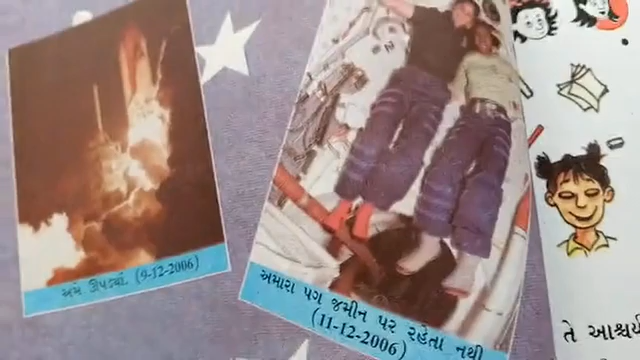 અમે ઊપડ્યાં. (9-12-2006)
અમારા પગ જમીન પર રહેતા નથી
(11-12-2006)
તે આશ્ચર્ય